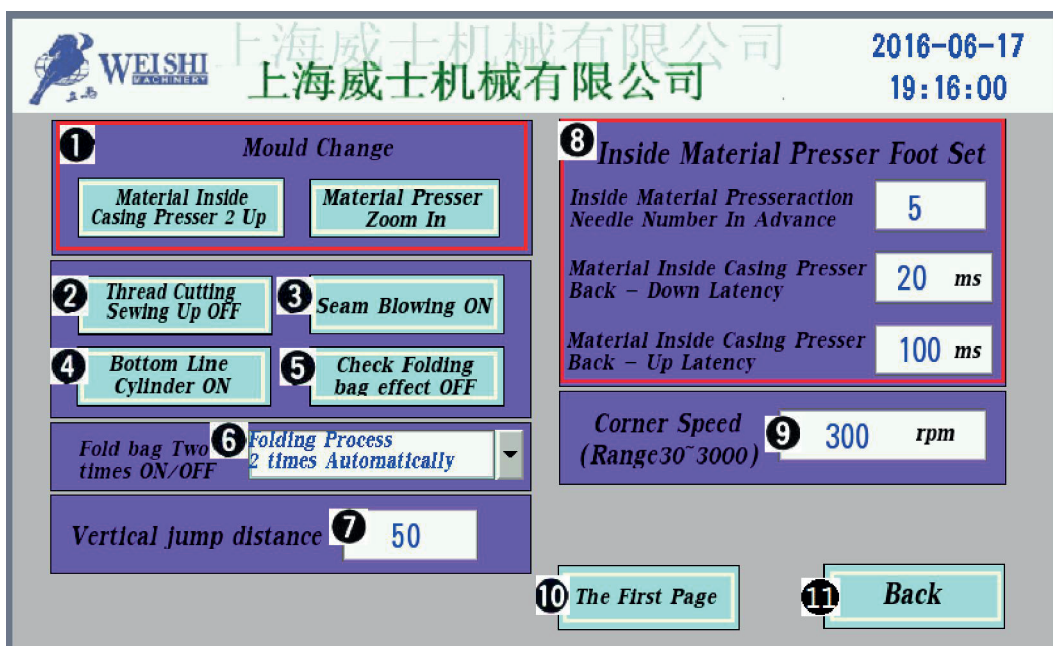 WEISHI
MACHINERY
立马
上海威士机械有限公司
上海威士机械有限公司
2016-06-17
19:16:00
1
Mould Change
Material Inside
Casing Presser 2 Up
Material Presser
Zoom In
2
Thread Cutting
Sewing Up OFF
3
Seam Blowing ON
4
Bottom Line
Cylinder ON
5
Check Folding
bag effect OFF
Fold bag Two
times ON/OFF
6
Folding Process
2 times Automatically
Vertical jump distance
7
50
8
Inside Material Presser Foot Set
Inside Material Presseraction
Needle Number In Advance
5
Material Inside Casing Presser
Back - Down Latency
20 ms
Material Inside Casing Presser
Back - Up Latency
100 ms
Corner Speed
(Range30~3000)
9
300 rpm
10
The First Page
11
Back